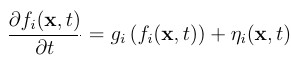 ∂f_i(𝐱, t)/∂t = g_i (f_i(𝐱, t)) + η_i(𝐱, t)